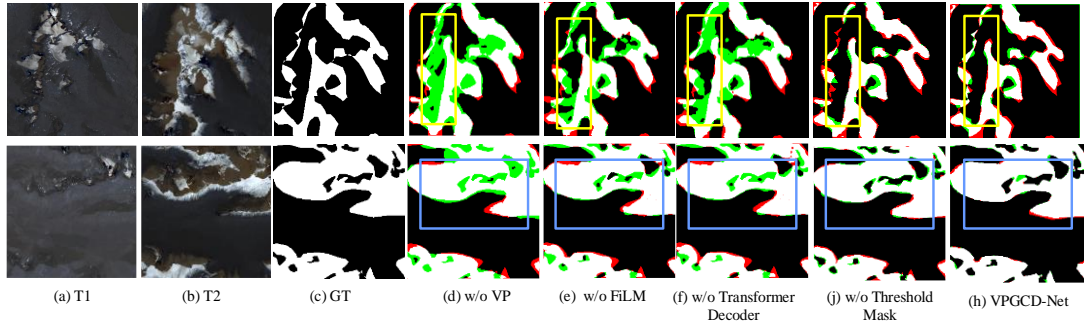 (a) T1
(b) T2
(c) GT
(d) w/o VP
(e) w/o FiLM
(f) w/o Transformer
Decoder
(j) w/o Threshold
Mask
(h) VPGCD-Net